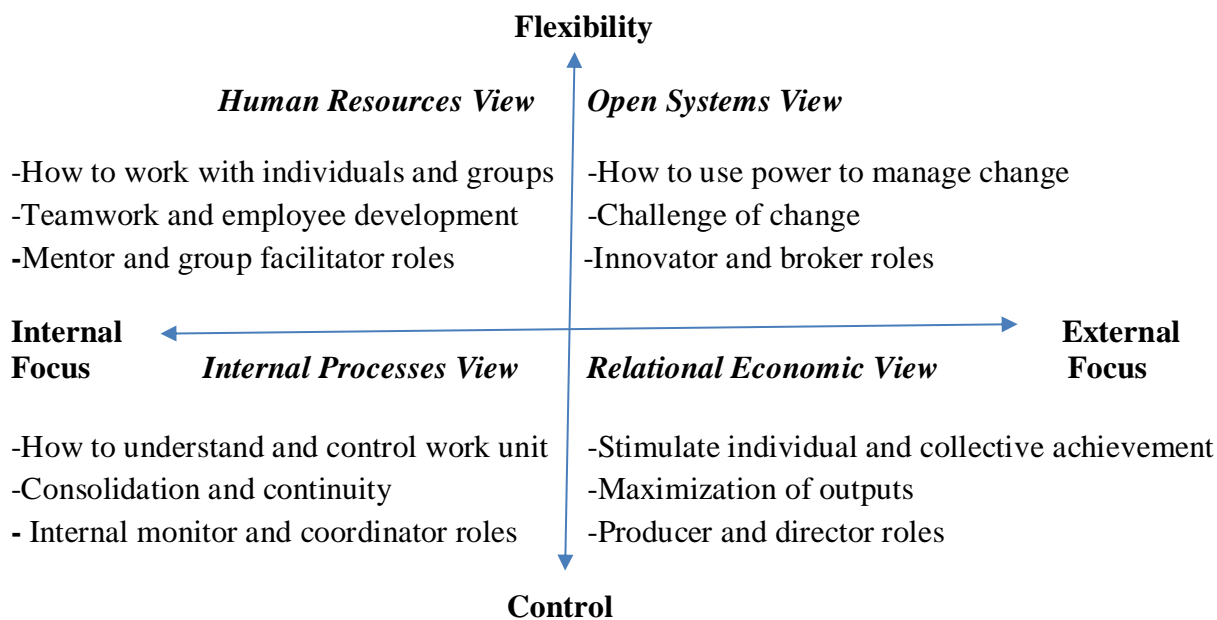 Flexibility
Human Resources View
Open Systems View
-How to work with individuals and groups
-Teamwork and employee development
-Mentor and group facilitator roles
-How to use power to manage change
-Challenge of change
-Innovator and broker roles
Internal
Focus
External
Focus
Internal Processes View
Relational Economic View
-How to understand and control work unit
-Consolidation and continuity
- Internal monitor and coordinator roles
-Stimulate individual and collective achievement
-Maximization of outputs
-Producer and director roles
Control